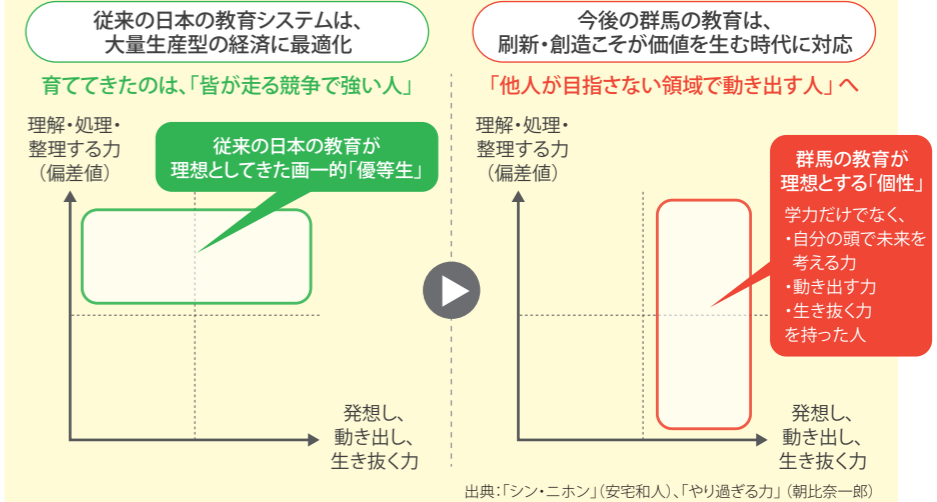 従来の日本の教育システムは、
大量生産型の経済に最適化
育ててきたのは、「皆が走る競争で強い人」
理解・処理・
整理する力
（偏差値）
従来の日本の教育が
理想としてきた画一的「優等生」
発想し、
動き出し、
生き抜く力
今後の群馬の教育は、
刷新・創造こそが価値を生む時代に対応
「他人が目指さない領域で動き出す人」へ
理解・処理・
整理する力
（偏差値）
群馬の教育が
理想とする「個性」
学力だけでなく、
・自分の頭で未来を
考える力
・動き出す力
・生き抜く力
を持った人
発想し、
動き出し、
生き抜く力
出典：「シン・ニホン」（安宅和人）、「やり過ぎる力」（朝比奈一郎）